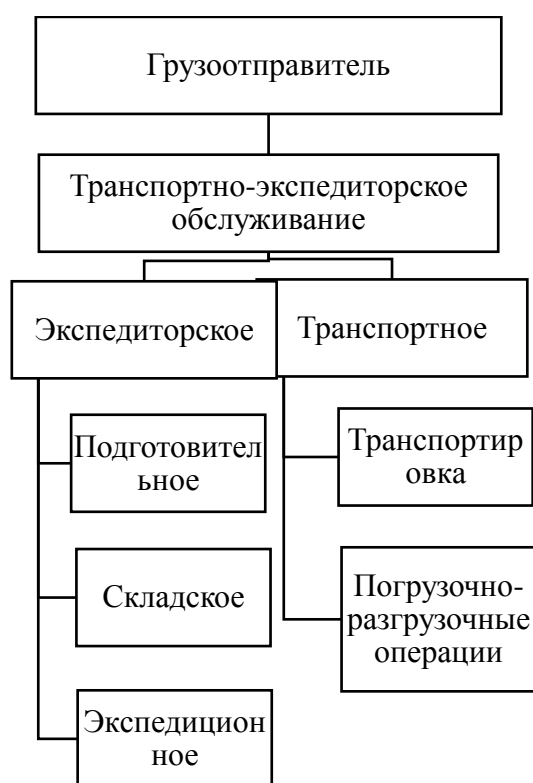 Грузоотправитель
Транспортно-экспедиторское
обслуживание
Экспедиторское
Транспортное
Подготовител
ьное
Складское
Экспедицион
ное
Транспортир
овка
Погрузочно-
разгрузочные
операции